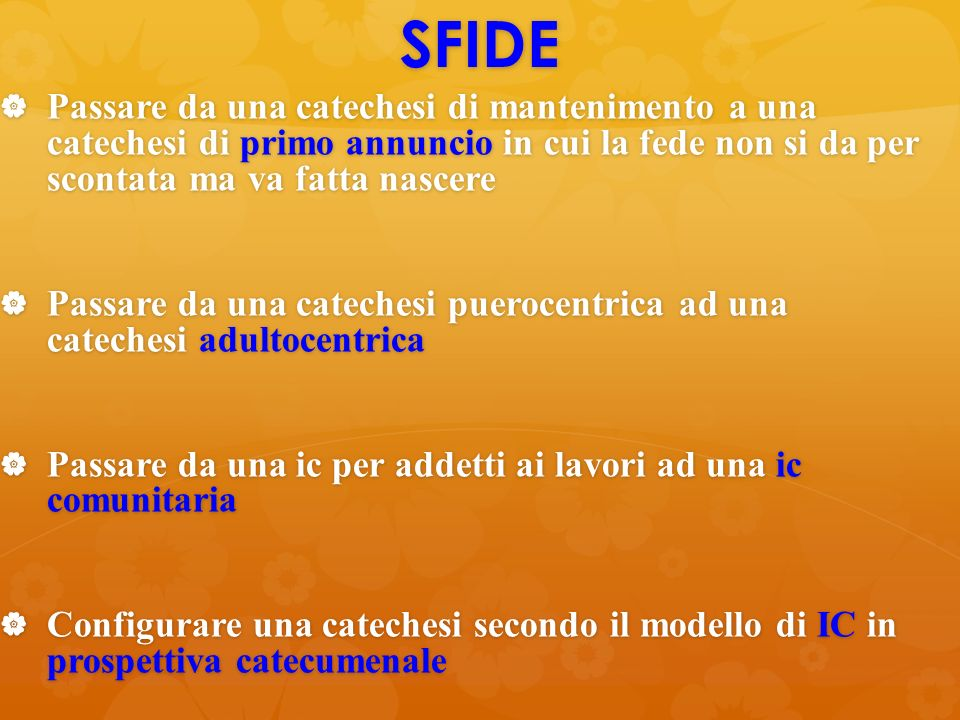 SFIDE
Passare da una catechesi di mantenimento a una
catechesi di primo annuncio in cui la fede non si da per
scontata ma va fatta nascere
Passare da una catechesi puerocentrica ad una
catechesi adultocentrica
Passare da una ic per addetti ai lavori ad una ic
comunitaria
Configurare una catechesi secondo il modello di IC in
prospettiva catecumenale